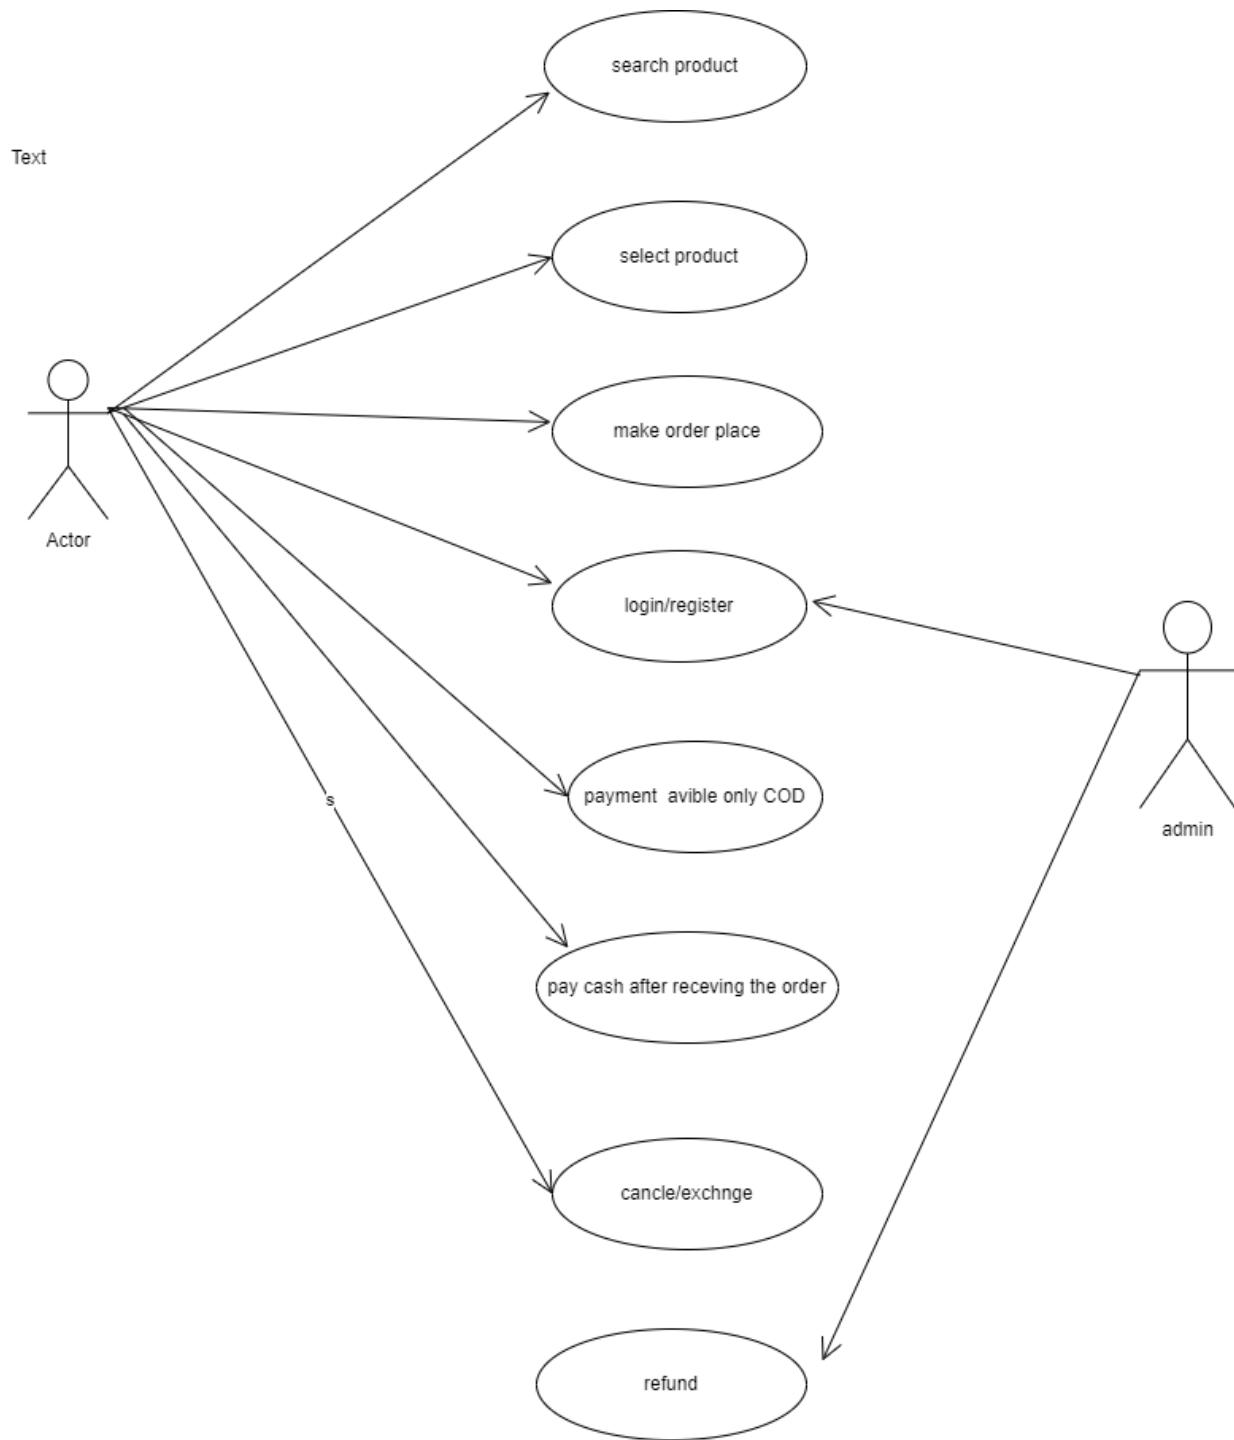 search product
Text
select product
make order place
Actor
login/register
payment  avible only COD
s
admin
pay cash after receving the order
cancle/exchnge
refund